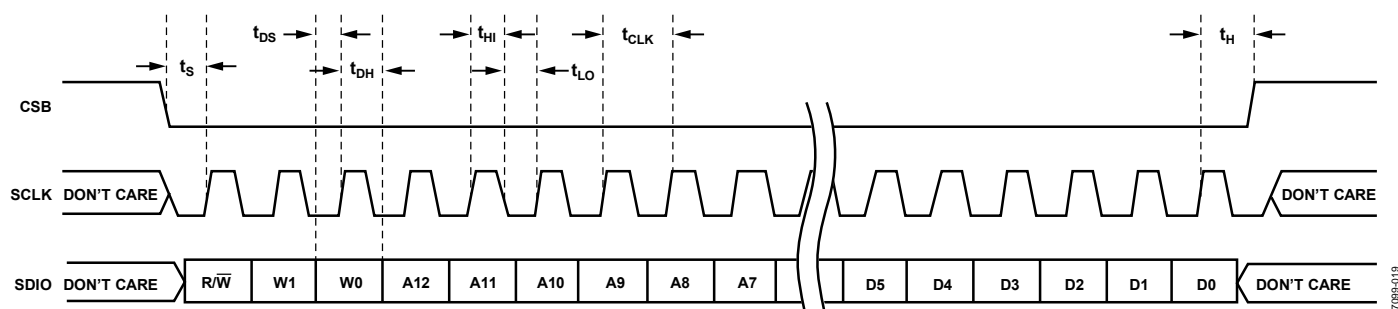 tDS
tHI
tCLK
tH
tS
tDH
tLO
CSB
SCLK DON'T CARE DON'T CARE
SDIO DON'T CARE R/W̅ W1 W0 A12 A11 A10 A9 A8 A7 D5 D4 D3 D2 D1 D0 DON'T CARE
7099-019